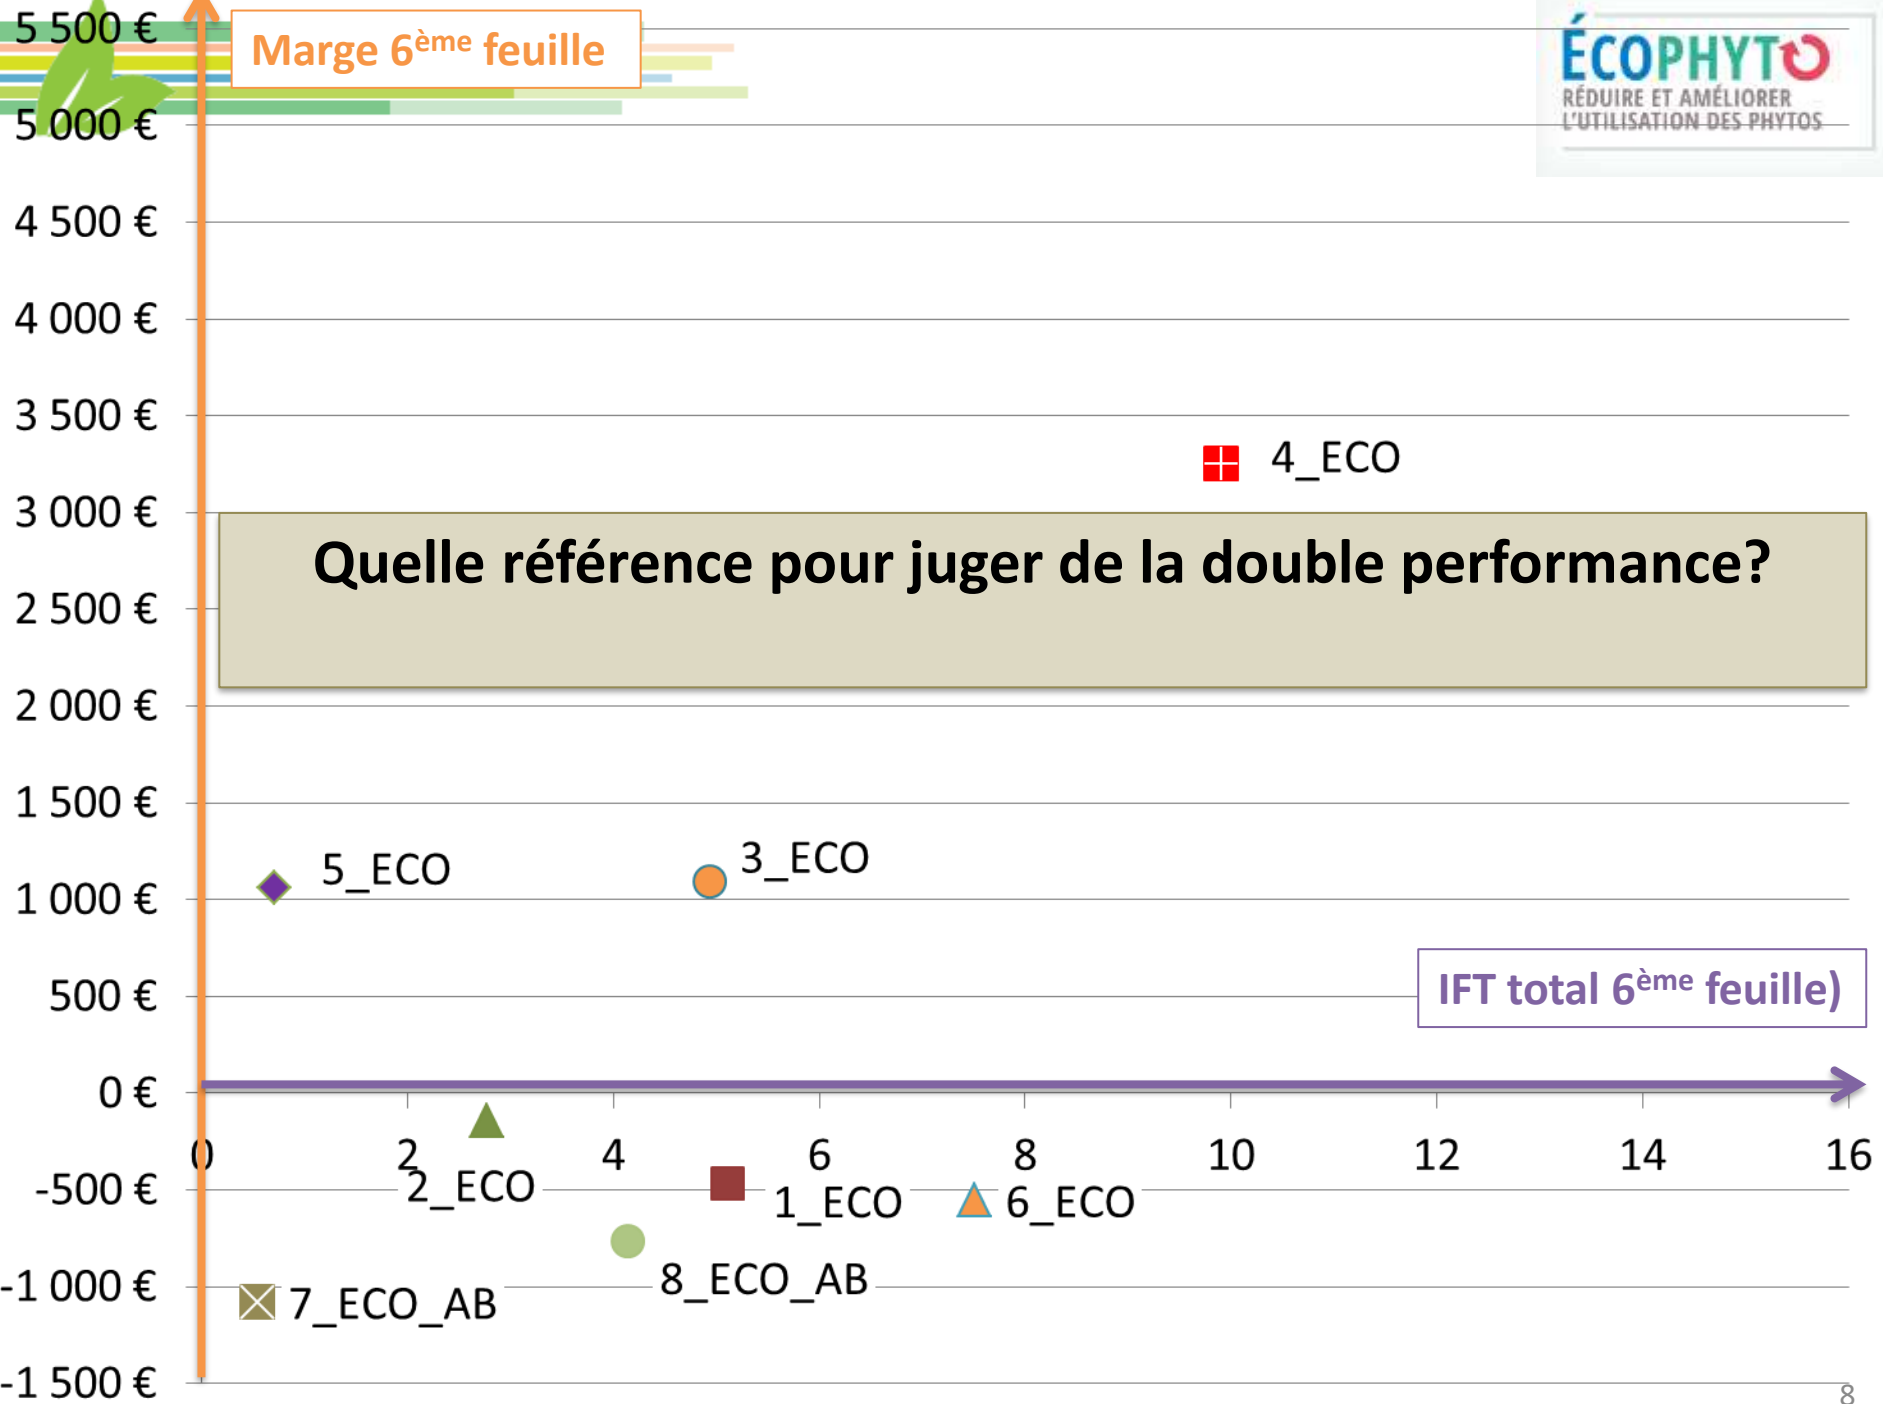 5 500 €
Marge 6ème feuille
ÉCOPHYTO
RÉDUIRE ET AMÉLIORER
L'UTILISATION DES PHYTOS
5 000 €
4 500 €
4 000 €
3 500 €
4_ECO
3 000 €
Quelle référence pour juger de la double performance?
2 500 €
2 000 €
1 500 €
5_ECO
3_ECO
1 000 €
IFT total 6ème feuille)
500 €
0 €
0 2 4 6 8 10 12 14 16
-500 €
2_ECO
1_ECO
6_ECO
8_ECO_AB
-1 000 €
7_ECO_AB
-1 500 €
8